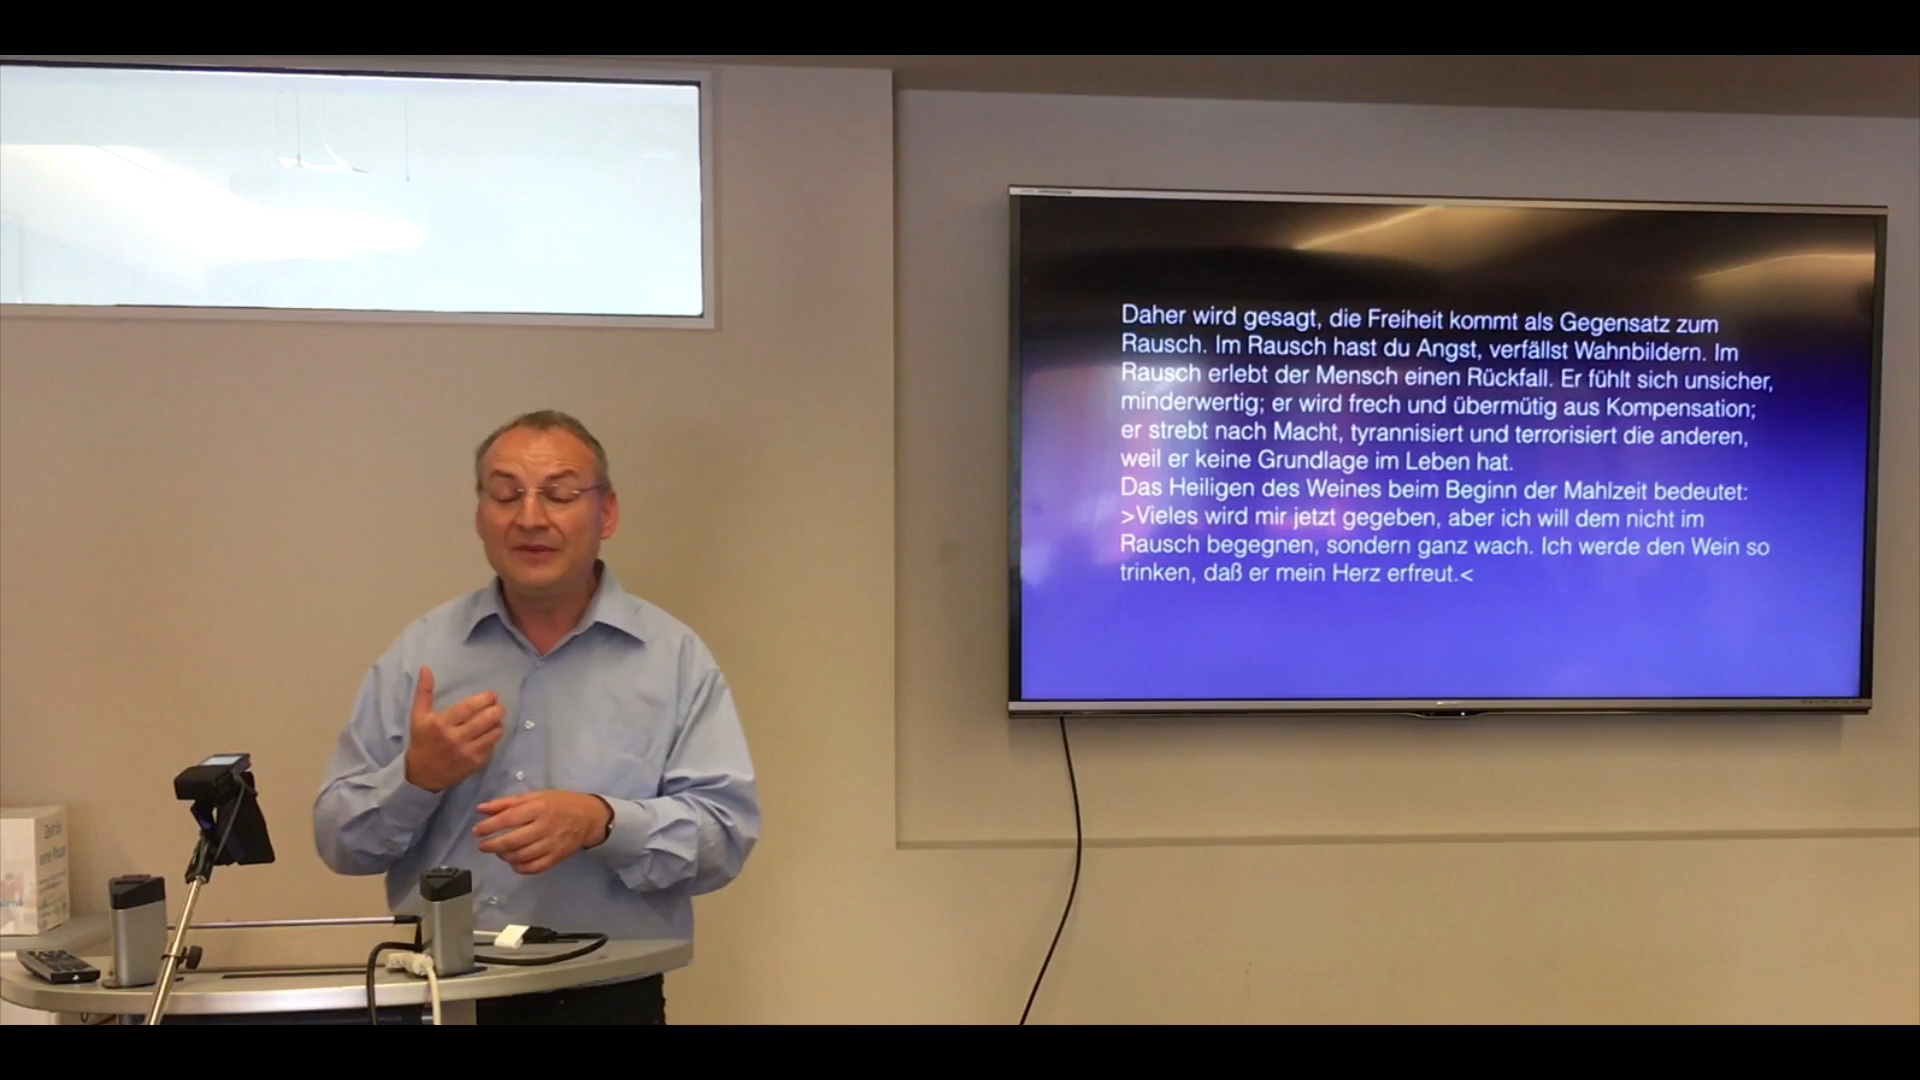 Daher wird gesagt, die Freiheit kommt als Gegensatz zum
Rausch. Im Rausch hast du Angst, verfällst Wahnbildern. Im
Rausch erlebt der Mensch einen Rückfall. Er fühlt sich unsicher,
minderwertig; er wird frech und übermütig aus Kompensation;
er strebt nach Macht, tyrannisiert und terrorisiert die anderen,
weil er keine Grundlage im Leben hat.
Das Heiligen des Weines beim Beginn der Mahlzeit bedeutet:
>Vieles wird mir jetzt gegeben, aber ich will dem nicht im
Rausch begegnen, sondern ganz wach. Ich werde den Wein so
trinken, daß er mein Herz erfreut.<
Zeit für
eine Pause